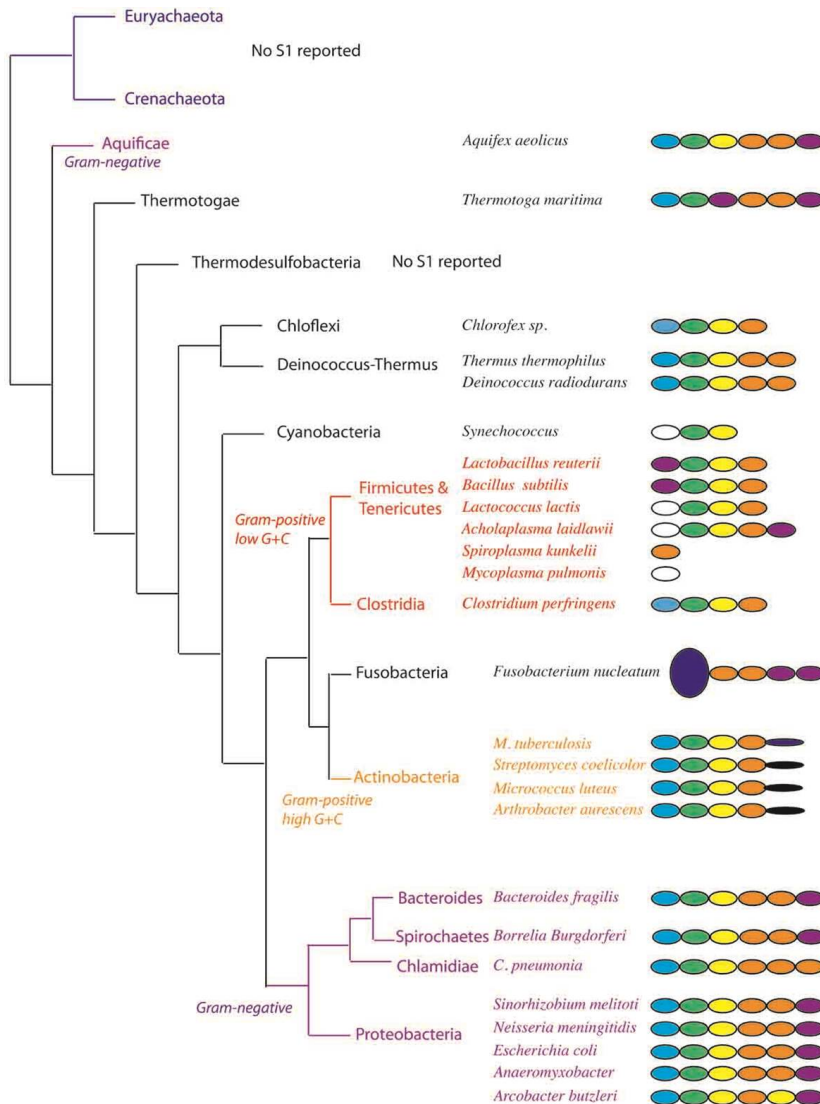 Euryachaeota
No S1 reported
Crenachaeota
Aquificae
Gram-negative
Aquifex aeolicus
Thermotogae
Thermotoga maritima
Thermodesulfobacteria
No S1 reported
Chloflexi
Chlorofex sp.
Deinococcus-Thermus
Thermus thermophilus
Deinococcus radiodurans
Cyanobacteria
Synechococcus
Gram-positive
low G+C
Firmicutes &
Tenericutes
Lactobacillus reuterii
Bacillus subtilis
Lactococcus lactis
Acholaplasma laidlawii
Spiroplasma kunkelii
Mycoplasma pulmonis
Clostridia
Clostridium perfringens
Fusobacteria
Fusobacterium nucleatum
Actinobacteria
Gram-positive
high G+C
M. tuberculosis
Streptomyces coelicolor
Micrococcus luteus
Arthrobacter aurescens
Bacteroides
Bacteroides fragilis
Spirochaetes
Borrelia Burgdorferi
Chlamidiae
C. pneumonia
Gram-negative
Proteobacteria
Sinorhizobium melitoti
Neisseria meningitidis
Escherichia coli
Anaeromyxobacter
Arcobacter butzleri